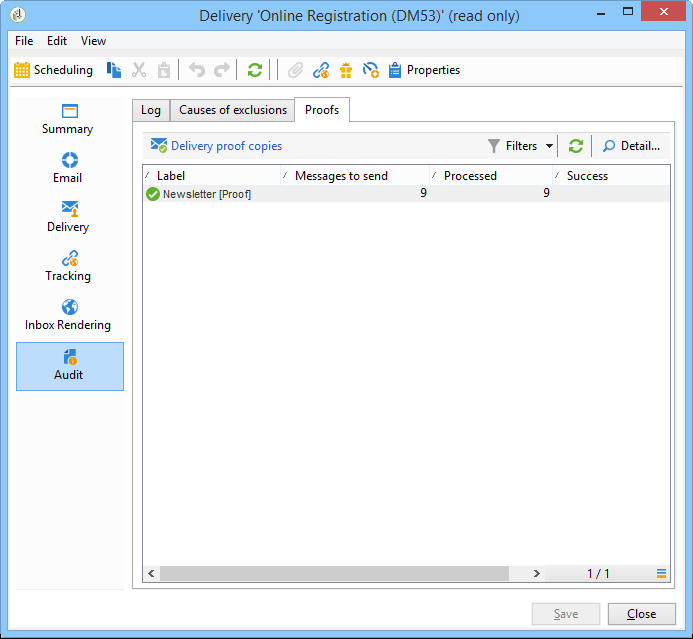 Delivery 'Online Registration (DM53)' (read only)
File Edit View
Scheduling Properties
Summary
Email
Delivery
Tracking
Inbox Rendering
Audit
Log Causes of exclusions Proofs
Delivery proof copies Filters Detail...
Label Messages to send Processed Success
Newsletter [Proof] 9 9
1 / 1
Save Close